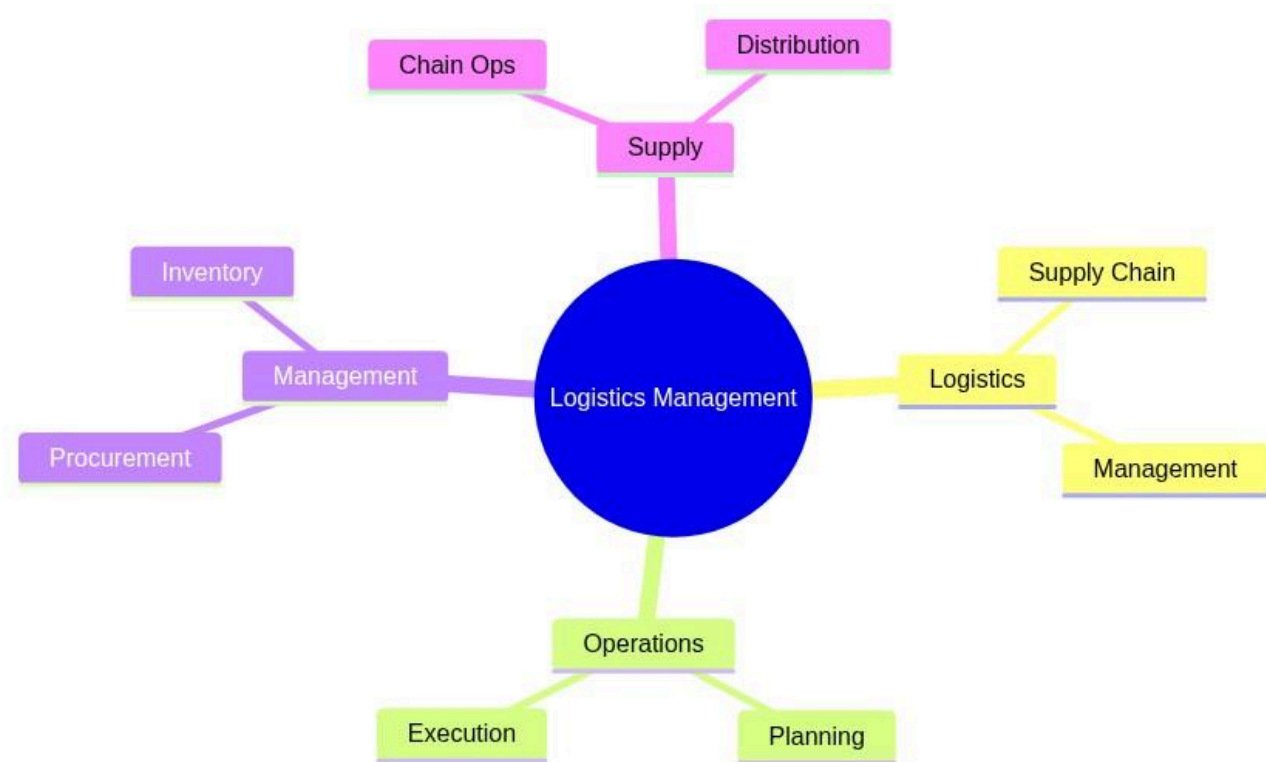 Distribution
Chain Ops
Supply
Inventory
Supply Chain
Management
Logistics
Logistics Management
Procurement
Management
Operations
Execution
Planning